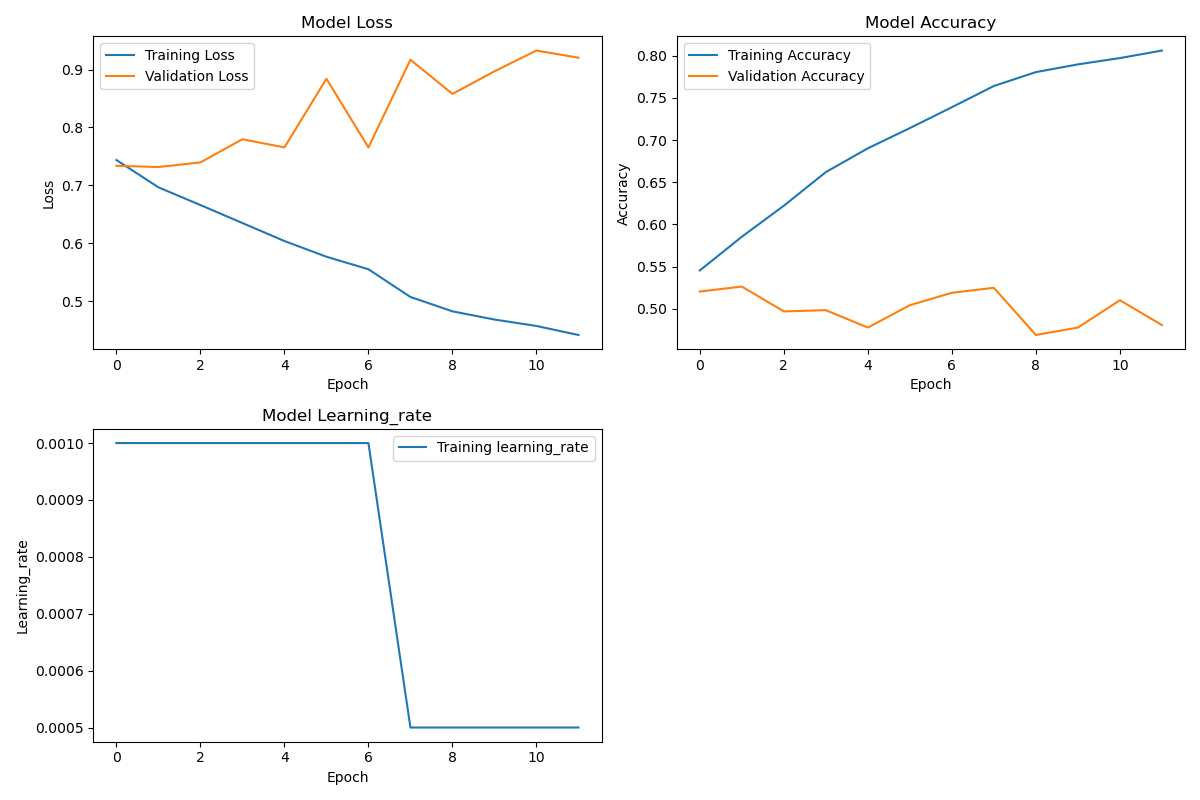 Model Loss
Training Loss
Validation Loss
0.9
0.8
0.7
0.6
0.5
Loss
0 2 4 6 8 10
Epoch
Model Accuracy
Training Accuracy
Validation Accuracy
0.80
0.75
0.70
0.65
0.60
0.55
0.50
Accuracy
0 2 4 6 8 10
Epoch
Model Learning_rate
Training learning_rate
0.0010
0.0009
0.0008
0.0007
0.0006
0.0005
Learning_rate
0 2 4 6 8 10
Epoch